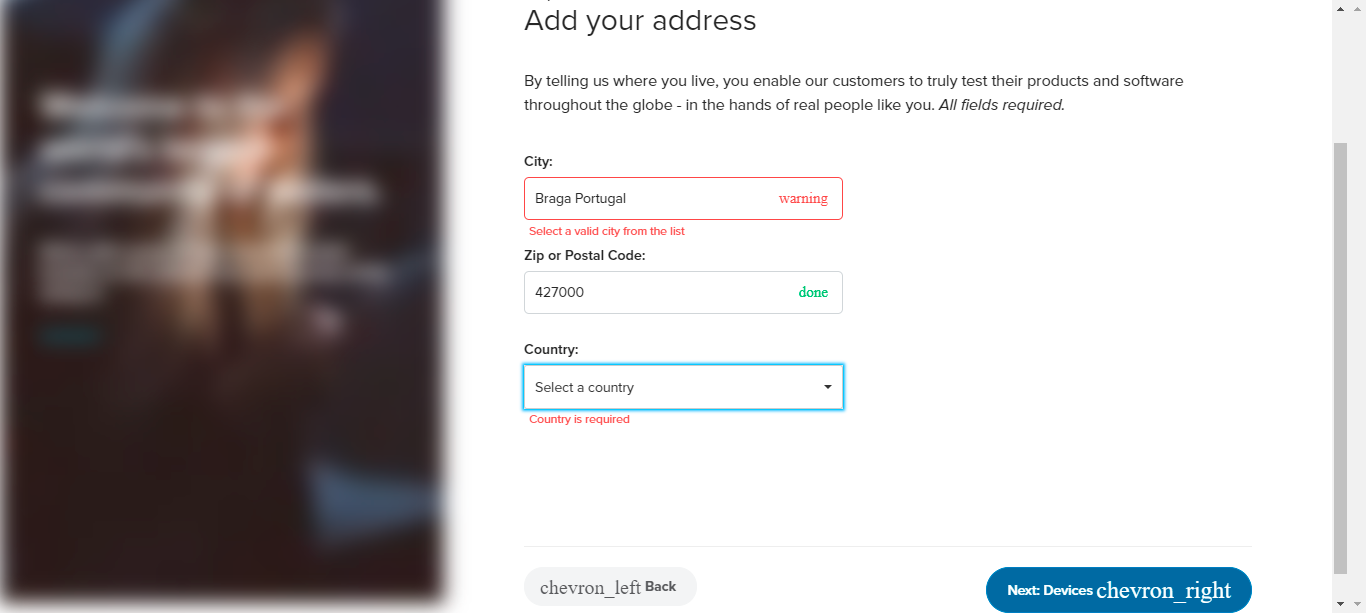 Add your address
By telling us where you live, you enable our customers to truly test their products and software
throughout the globe - in the hands of real people like you. All fields required.
City:
Braga Portugal warning
Select a valid city from the list
Zip or Postal Code:
427000 done
Country:
Select a country
Country is required
chevron_left Back
Next: Devices chevron_right